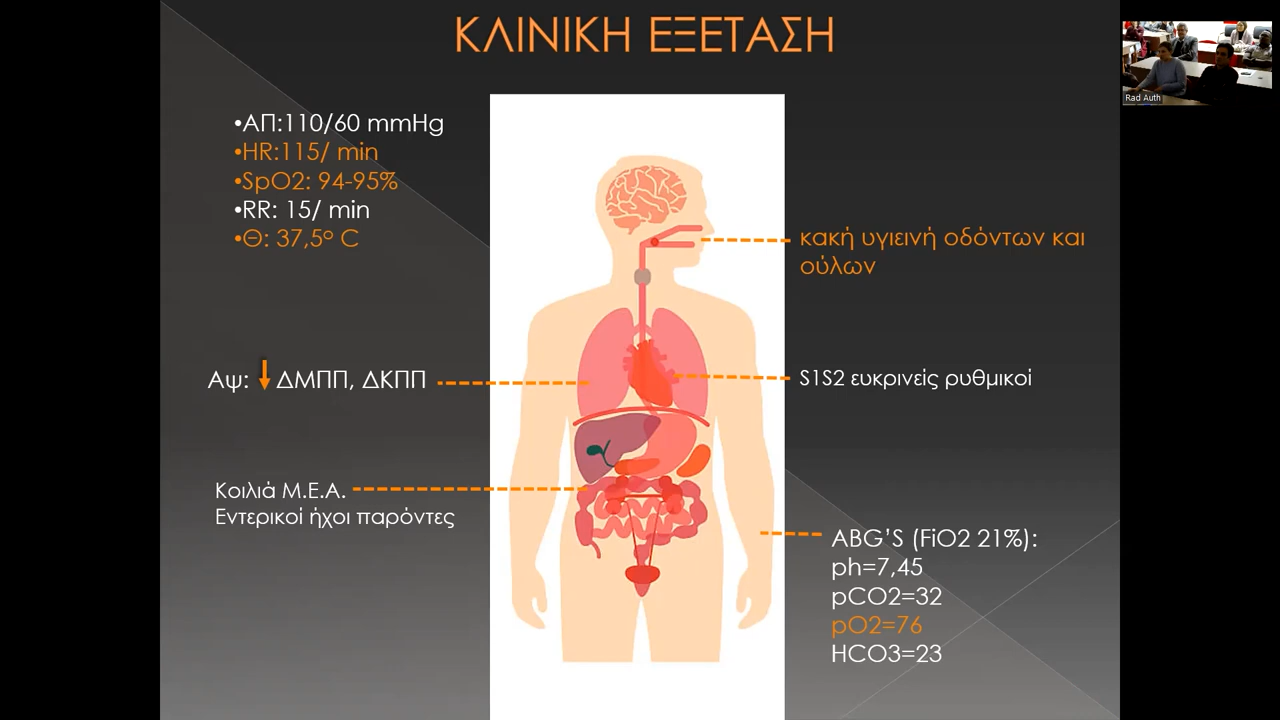 ΚΛΙΝΙΚΗ ΕΞΕΤΑΣΗ
Rad Auth
•ΑΠ:110/60 mmHg
•HR:115/ min
•SpO2: 94-95%
•RR: 15/ min
•Θ: 37,5ο C
κακή υγιεινή οδόντων και
ούλων
Αψ: ↓ ΔΜΠΠ, ΔΚΠΠ
S1S2 ευκρινείς ρυθμικοί
Κοιλιά Μ.Ε.Α.
Εντερικοί ήχοι παρόντες
ABG’S (FiO2 21%):
ph=7,45
pCO2=32
pO2=76
HCO3=23